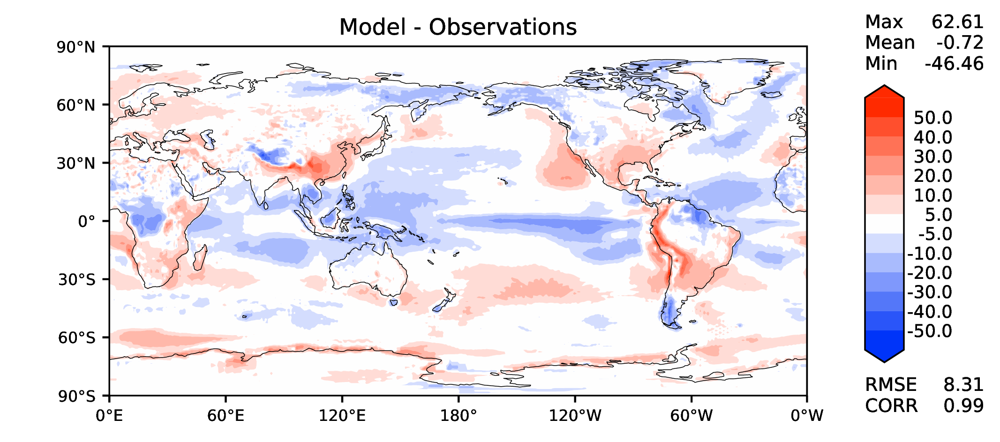 Model - Observations
Max 62.61
Mean -0.72
Min -46.46
90°N
60°N
30°N
0°
30°S
60°S
90°S
0°E 60°E 120°E 180° 120°W 60°W 0°W
50.0
40.0
30.0
20.0
10.0
5.0
-5.0
-10.0
-20.0
-30.0
-40.0
-50.0
RMSE 8.31
CORR 0.99